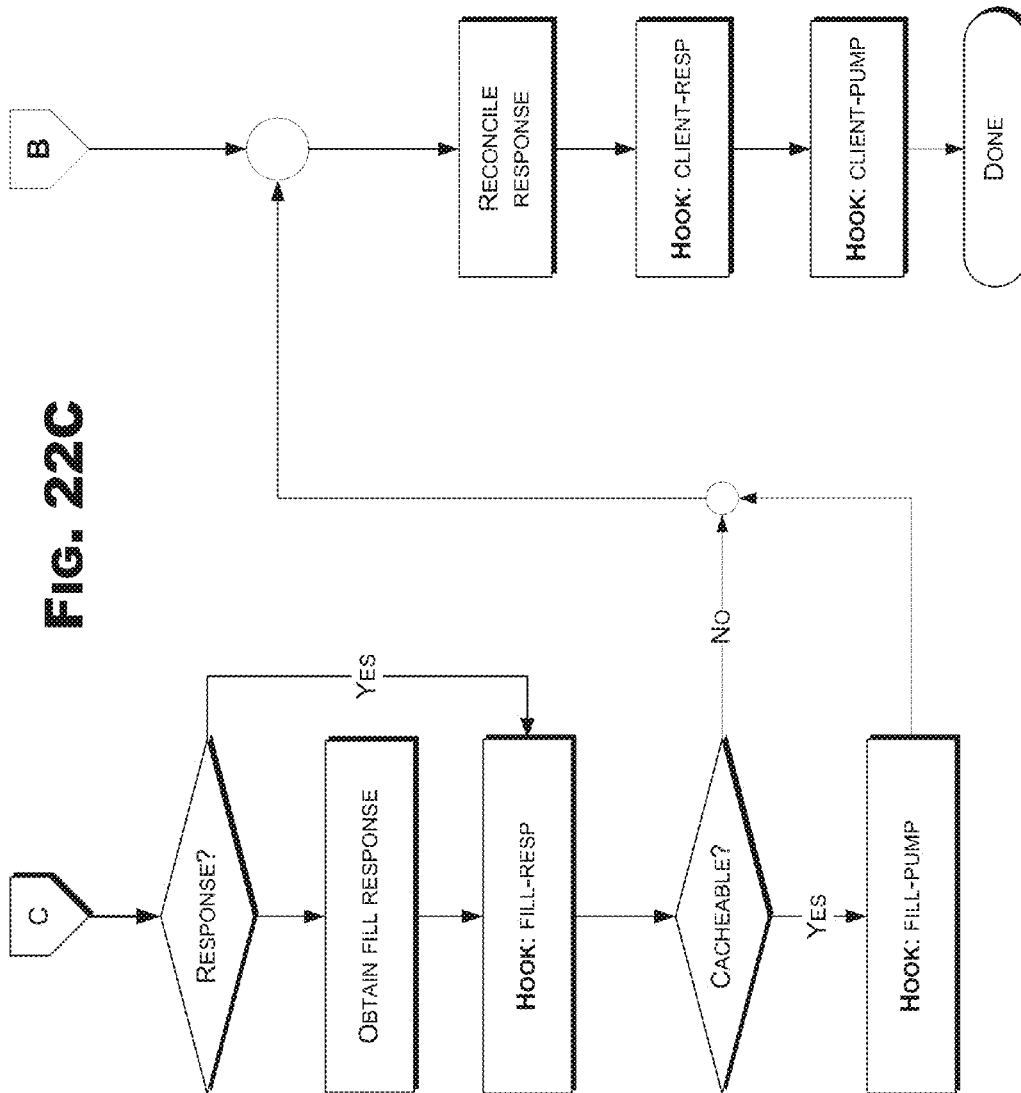 FIG. 22C
C
RESPONSE?
YES
OBTAIN FILL RESPONSE
HOOK: FILL-RESP
CACHEABLE?
NO
YES
HOOK: FILL-PUMP
B
RECONCILE
RESPONSE
HOOK: CLIENT-RESP
HOOK: CLIENT-PUMP
DONE